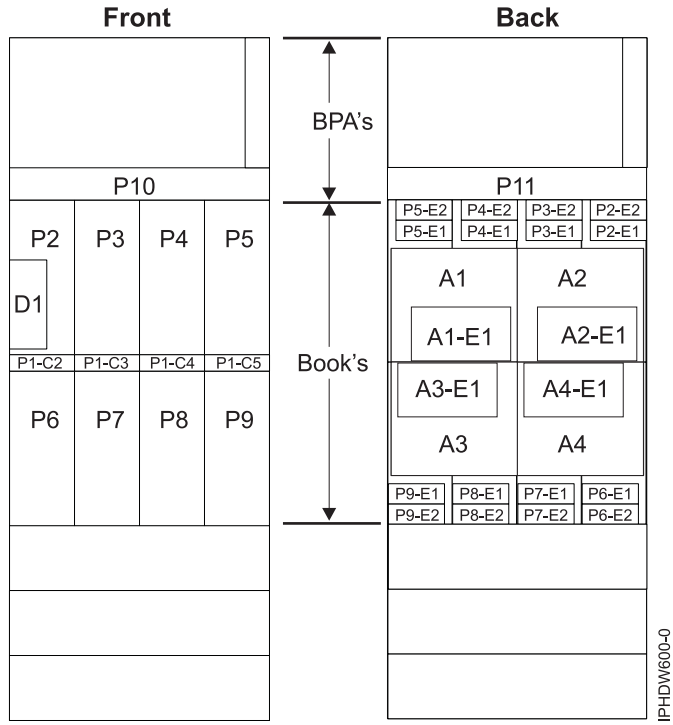 Front Back
BPA's
P10 P11
P5-E2 P4-E2 P3-E2 P2-E2
P5-E1 P4-E1 P3-E1 P2-E1
P2 P3 P4 P5
D1
A1 A2
A1-E1 A2-E1
P1-C2 P1-C3 P1-C4 P1-C5
Book's
A3-E1 A4-E1
P6 P7 P8 P9
A3 A4
P9-E1 P8-E1 P7-E1 P6-E1
P9-E2 P8-E2 P7-E2 P6-E2
IPHDW600-0